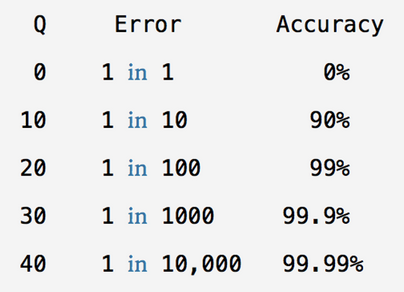 Q Error Accuracy
0 1 in 1 0%
10 1 in 10 90%
20 1 in 100 99%
30 1 in 1000 99.9%
40 1 in 10,000 99.99%